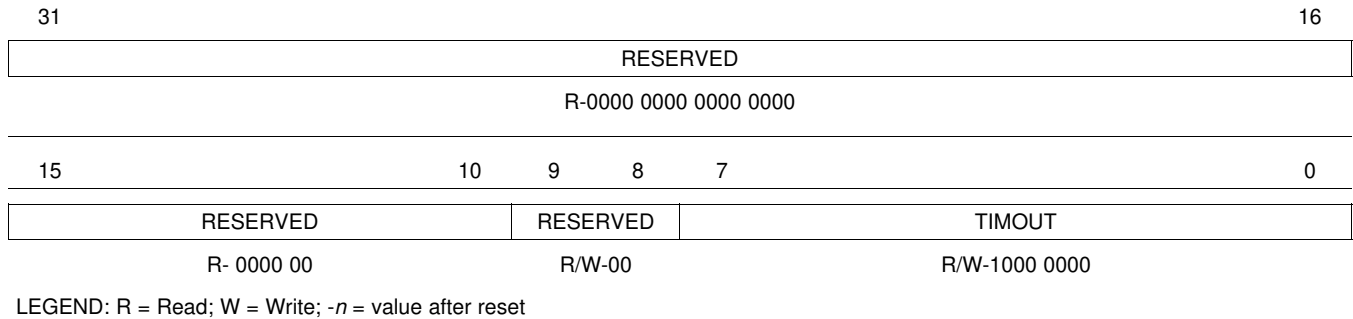 31 16
RESERVED
R-0000 0000 0000 0000
15 10 9 8 7 0
RESERVED RESERVED TIMOUT
R- 0000 00 R/W-00 R/W-1000 0000
LEGEND: R = Read; W = Write; -n = value after reset